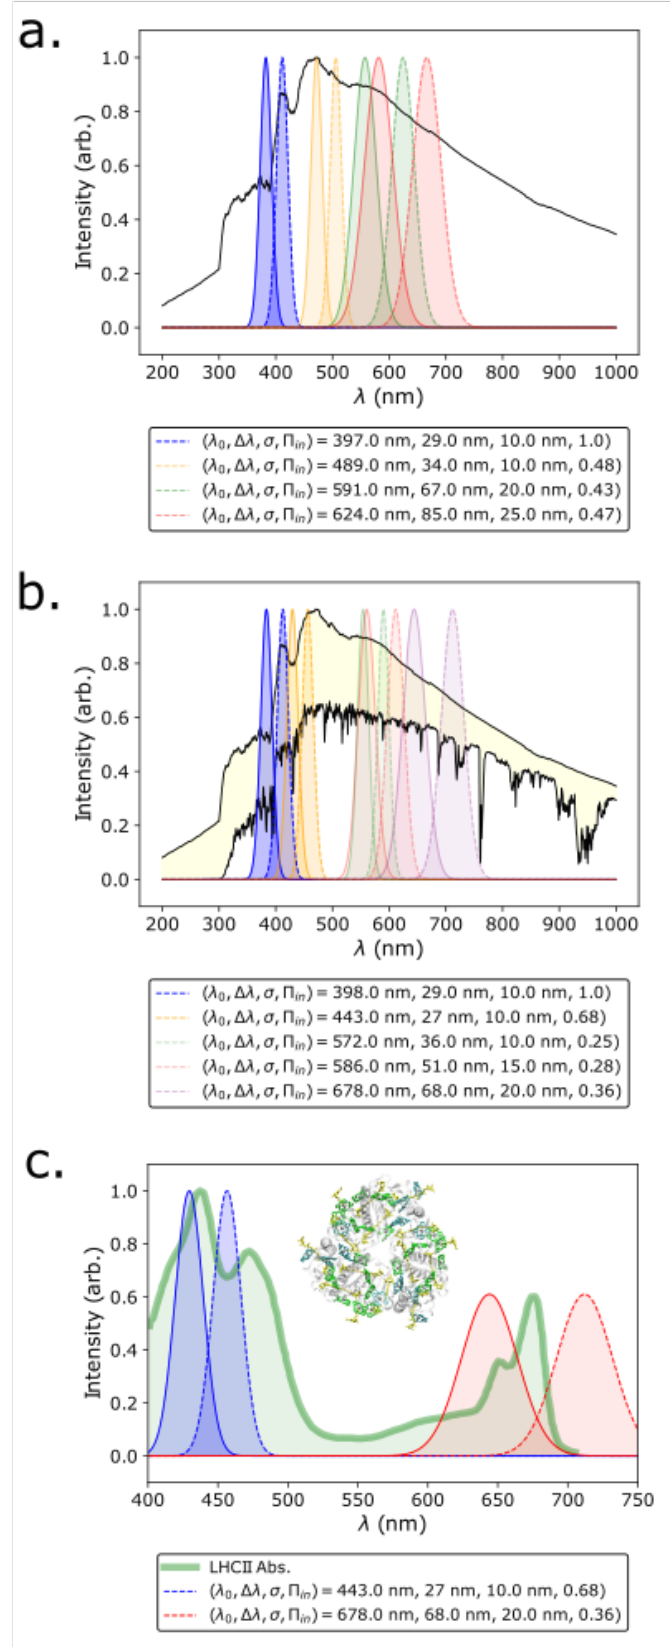 a.
1.0
0.8
0.6
0.4
0.2
0.0
Intensity (arb.)
200 300 400 500 600 700 800 900 1000
λ (nm)
(λ₀, Δλ, σ, Πᵢₙ) = 397.0 nm, 29.0 nm, 10.0 nm, 1.0)
(λ₀, Δλ, σ, Πᵢₙ) = 489.0 nm, 34.0 nm, 10.0 nm, 0.48)
(λ₀, Δλ, σ, Πᵢₙ) = 591.0 nm, 67.0 nm, 20.0 nm, 0.43)
(λ₀, Δλ, σ, Πᵢₙ) = 624.0 nm, 85.0 nm, 25.0 nm, 0.47)
b.
1.0
0.8
0.6
0.4
0.2
0.0
Intensity (arb.)
200 300 400 500 600 700 800 900 1000
λ (nm)
(λ₀, Δλ, σ, Πᵢₙ) = 398.0 nm, 29.0 nm, 10.0 nm, 1.0)
(λ₀, Δλ, σ, Πᵢₙ) = 443.0 nm, 27 nm, 10.0 nm, 0.68)
(λ₀, Δλ, σ, Πᵢₙ) = 572.0 nm, 36.0 nm, 10.0 nm, 0.25)
(λ₀, Δλ, σ, Πᵢₙ) = 586.0 nm, 51.0 nm, 15.0 nm, 0.28)
(λ₀, Δλ, σ, Πᵢₙ) = 678.0 nm, 68.0 nm, 20.0 nm, 0.36)
c.
1.0
0.8
0.6
0.4
0.2
0.0
Intensity (arb.)
400 450 500 550 600 650 700 750
λ (nm)
LHCII Abs.
(λ₀, Δλ, σ, Πᵢₙ) = 443.0 nm, 27 nm, 10.0 nm, 0.68)
(λ₀, Δλ, σ, Πᵢₙ) = 678.0 nm, 68.0 nm, 20.0 nm, 0.36)